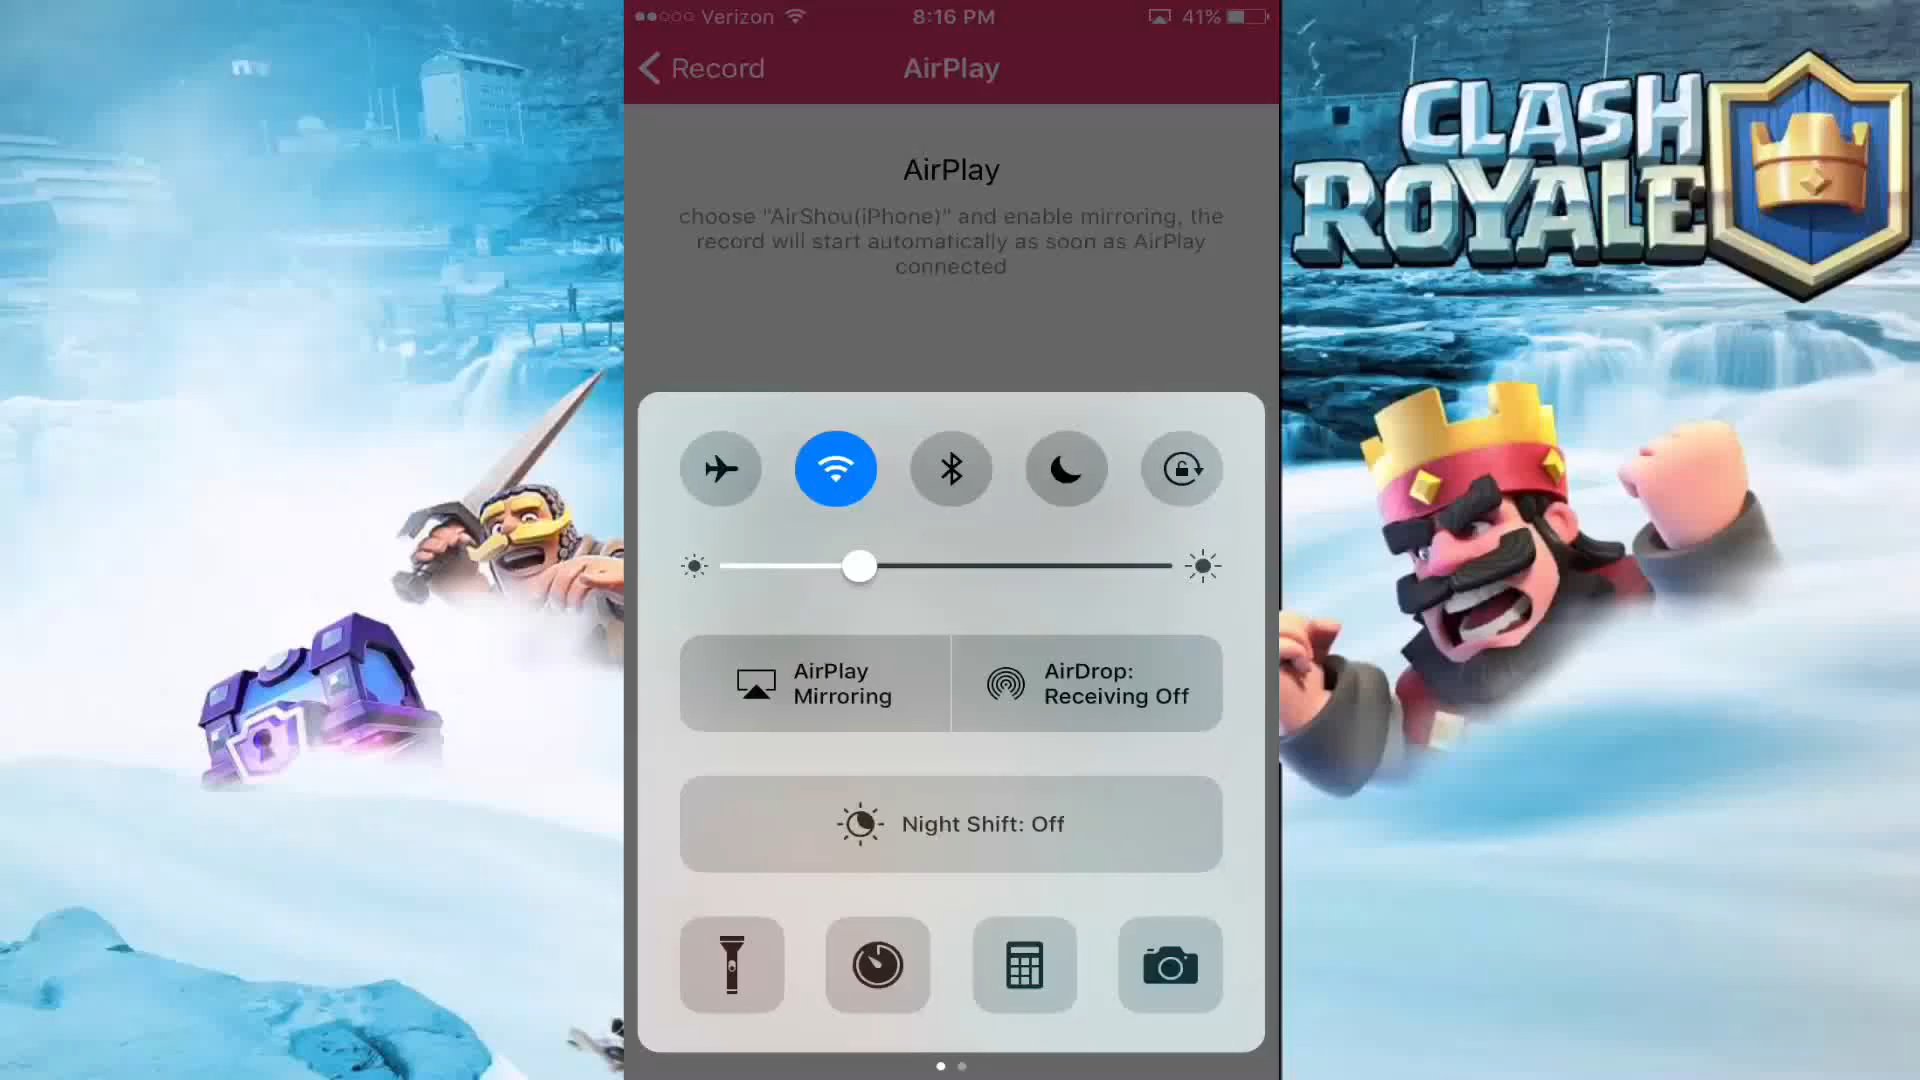 Verizon 8:16 PM 41%
Record AirPlay
AirPlay
choose "AirShou(iPhone)" and enable mirroring, the
record will start automatically as soon as AirPlay
connected
AirPlay
Mirroring
AirDrop:
Receiving Off
Night Shift: Off
CLASH
ROYALE